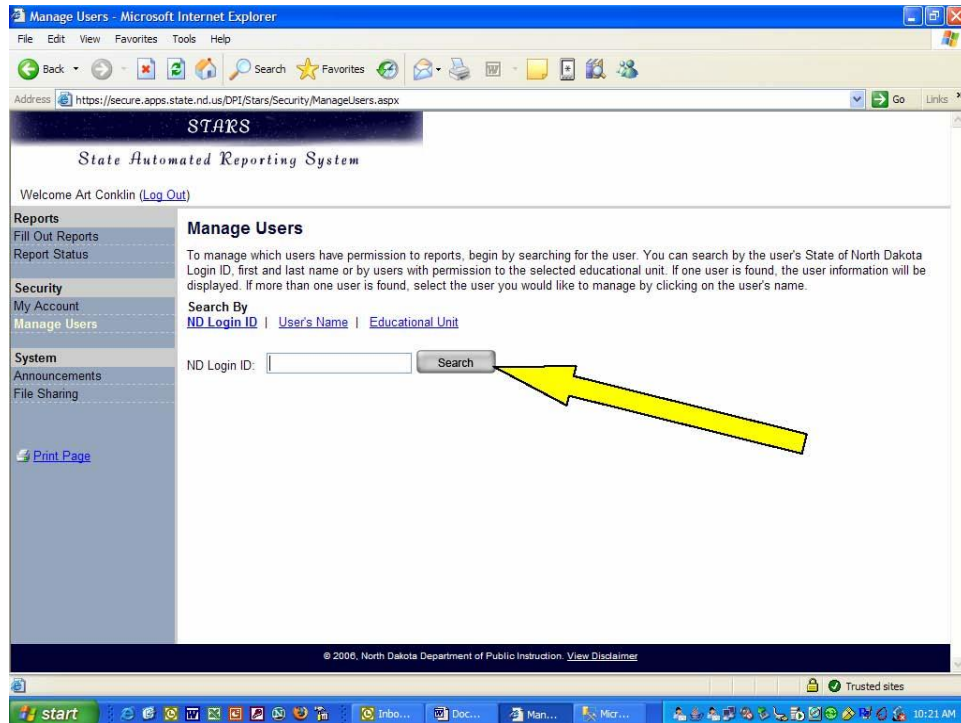 Manage Users - Microsoft Internet Explorer
File Edit View Favorites Tools Help
Back Search Favorites
Address https://secure.apps.state.nd.us/DPI/Stars/Security/ManageUsers.aspx Go Links
STARS
State Automated Reporting System
Welcome Art Conklin (Log Out)
Reports
Fill Out Reports
Report Status
Security
My Account
Manage Users
System
Announcements
File Sharing
Print Page
Manage Users
To manage which users have permission to reports, begin by searching for the user. You can search by the user's State of North Dakota
Login ID, first and last name or by users with permission to the selected educational unit. If one user is found, the user information will be
displayed. If more than one user is found, select the user you would like to manage by clicking on the user's name.
Search By
ND Login ID | User's Name | Educational Unit
ND Login ID: Search
© 2006, North Dakota Department of Public Instruction. View Disclaimer
Trusted sites
start Inbo... Doc... Man... Micr... 10:21 AM